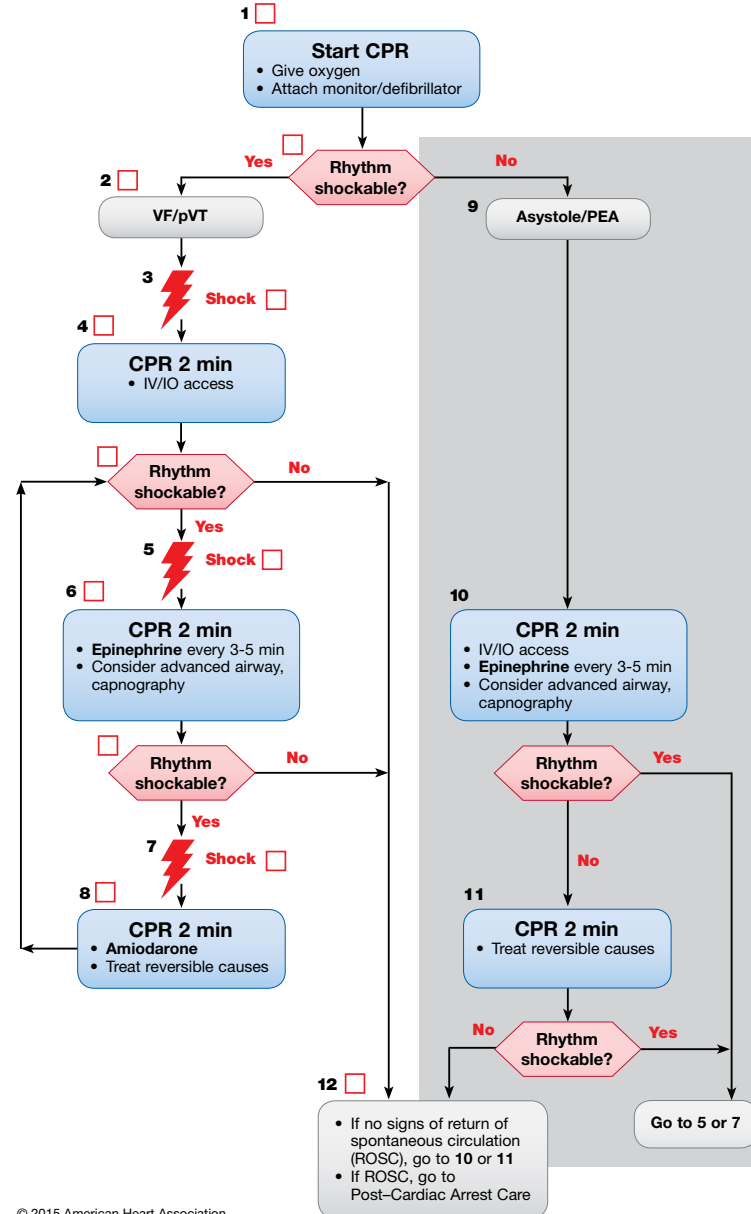 1
Start CPR
• Give oxygen
• Attach monitor/defibrillator
Rhythm
shockable?
Yes
No
2
VF/pVT
9
Asystole/PEA
3
Shock
4
CPR 2 min
• IV/IO access
Rhythm
shockable?
No
Yes
5
Shock
6
CPR 2 min
• Epinephrine every 3-5 min
• Consider advanced airway,
capnography
10
CPR 2 min
• IV/IO access
• Epinephrine every 3-5 min
• Consider advanced airway,
capnography
Rhythm
shockable?
No
Yes
Rhythm
shockable?
Yes
No
7
Shock
8
CPR 2 min
• Amiodarone
• Treat reversible causes
11
CPR 2 min
• Treat reversible causes
No
Rhythm
shockable?
Yes
12
• If no signs of return of
spontaneous circulation
(ROSC), go to 10 or 11
• If ROSC, go to
Post–Cardiac Arrest Care
Go to 5 or 7
© 2015 American Heart Association